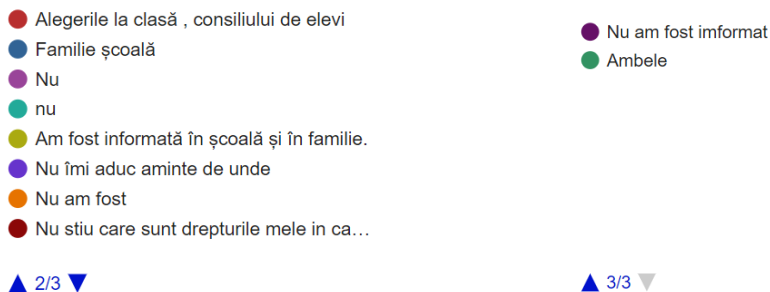 Alegerile la clasă , consiliului de elevi
Familie școală
Nu
nu
Am fost informată în școală și în familie.
Nu îmi aduc aminte de unde
Nu am fost
Nu stiu care sunt drepturile mele in ca…
▲ 2/3 ▼
Nu am fost imformat
Ambele
▲ 3/3 ▼